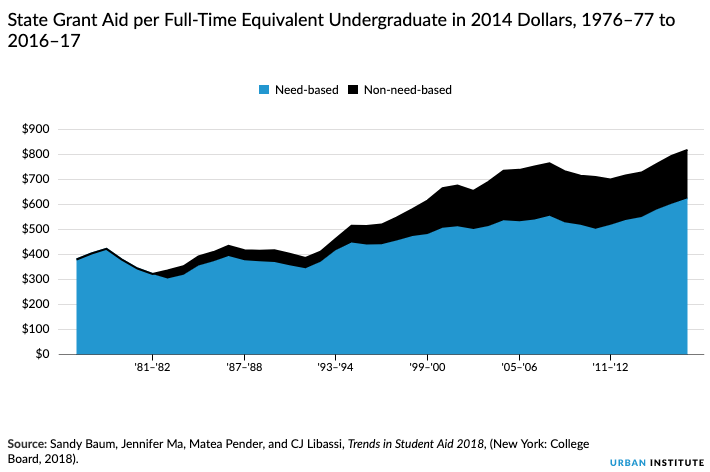 State Grant Aid per Full-Time Equivalent Undergraduate in 2014 Dollars, 1976–77 to
2016–17
Need-based Non-need-based
$900
$800
$700
$600
$500
$400
$300
$200
$100
$0
'81–'82 '87–'88 '93–'94 '99–'00 '05–'06 '11–'12
Source: Sandy Baum, Jennifer Ma, Matea Pender, and CJ Libassi, Trends in Student Aid 2018, (New York: College
Board, 2018).
URBAN INSTITUTE